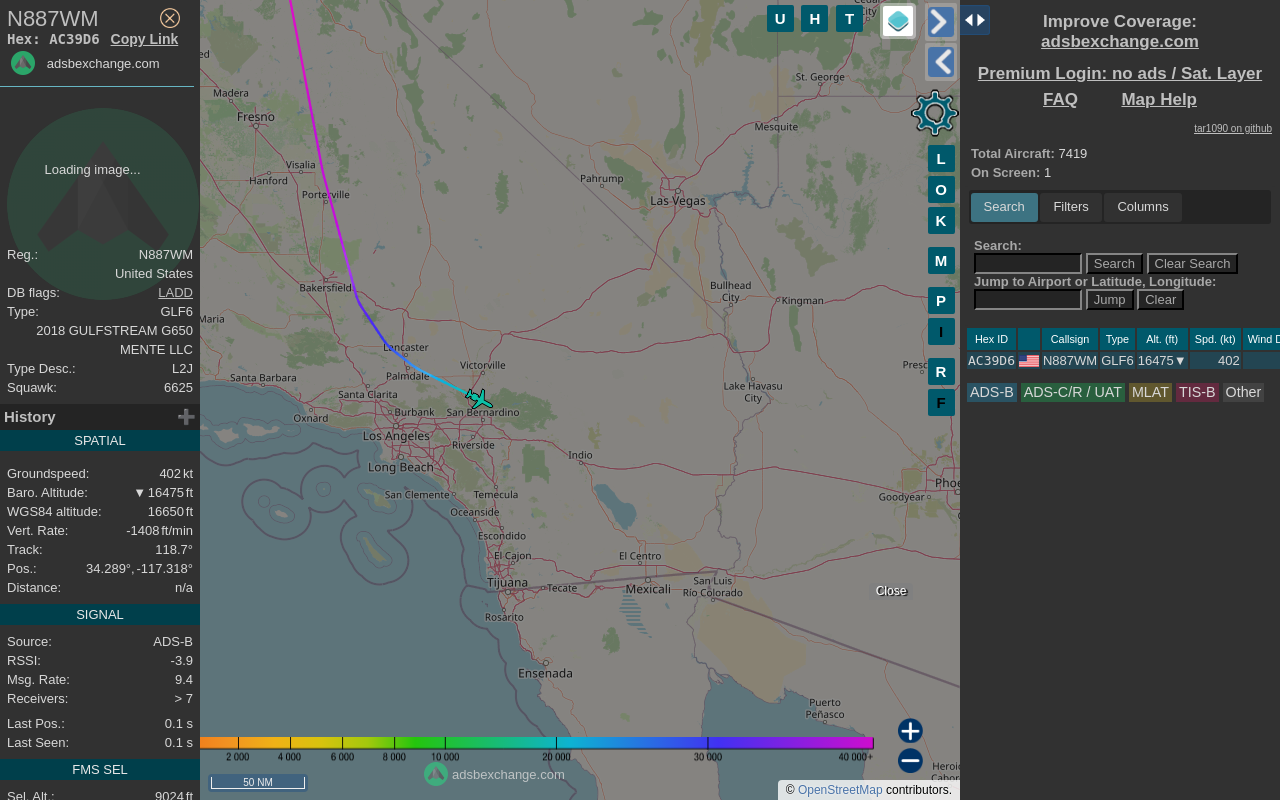 N887WM
Hex: AC39D6 Copy Link
adsbexchange.com
Loading image...
Reg.: N887WM
United States
DB flags: LADD
Type: GLF6
2018 GULFSTREAM G650
MENTE LLC
Type Desc.: L2J
Squawk: 6625
History
SPATIAL
Groundspeed: 402 kt
Baro. Altitude: ▼ 16475 ft
WGS84 altitude: 16650 ft
Vert. Rate: -1408 ft/min
Track: 118.7°
Pos.: 34.289°, -117.318°
Distance: n/a
SIGNAL
Source: ADS-B
RSSI: -3.9
Msg. Rate: 9.4
Receivers: > 7
Last Pos.: 0.1 s
Last Seen: 0.1 s
FMS SEL
Sel. Alt.: 9024 ft
U H T
L
O
K
M
P
I
R
F
City
St. George
Madera
Fresno
Mesquite
Visalia
Hanford
Pahrump
Porterville
Las Vegas
Bakersfield
Bullhead
City
Kingman
Maria
Lancaster
Victorville
Palmdale
Santa Barbara
Lake Havasu
City
Santa Clarita
Oxnard
Burbank
San Bernardino
Los Angeles
Riverside
Indio
Long Beach
San Clemente
Temecula
Goodyear
Oceanside
Escondido
El Cajon
El Centro
Tijuana
Tecate
Mexicali
San Luis
Río Colorado
Rosarito
Ensenada
Puerto
Peñasco
Close
2 000 4 000 6 000 8 000 10 000 20 000 30 000 40 000+
adsbexchange.com
50 NM
© OpenStreetMap contributors.
Improve Coverage:
adsbexchange.com
Premium Login: no ads / Sat. Layer
FAQ Map Help
tar1090 on github
Total Aircraft: 7419
On Screen: 1
Search Filters Columns
Search:
Search Clear Search
Jump to Airport or Latitude, Longitude:
Jump Clear
Hex ID Callsign Type Alt. (ft) Spd. (kt) Wind D
AC39D6 N887WM GLF6 16475▼ 402
ADS-B ADS-C/R / UAT MLAT TIS-B Other